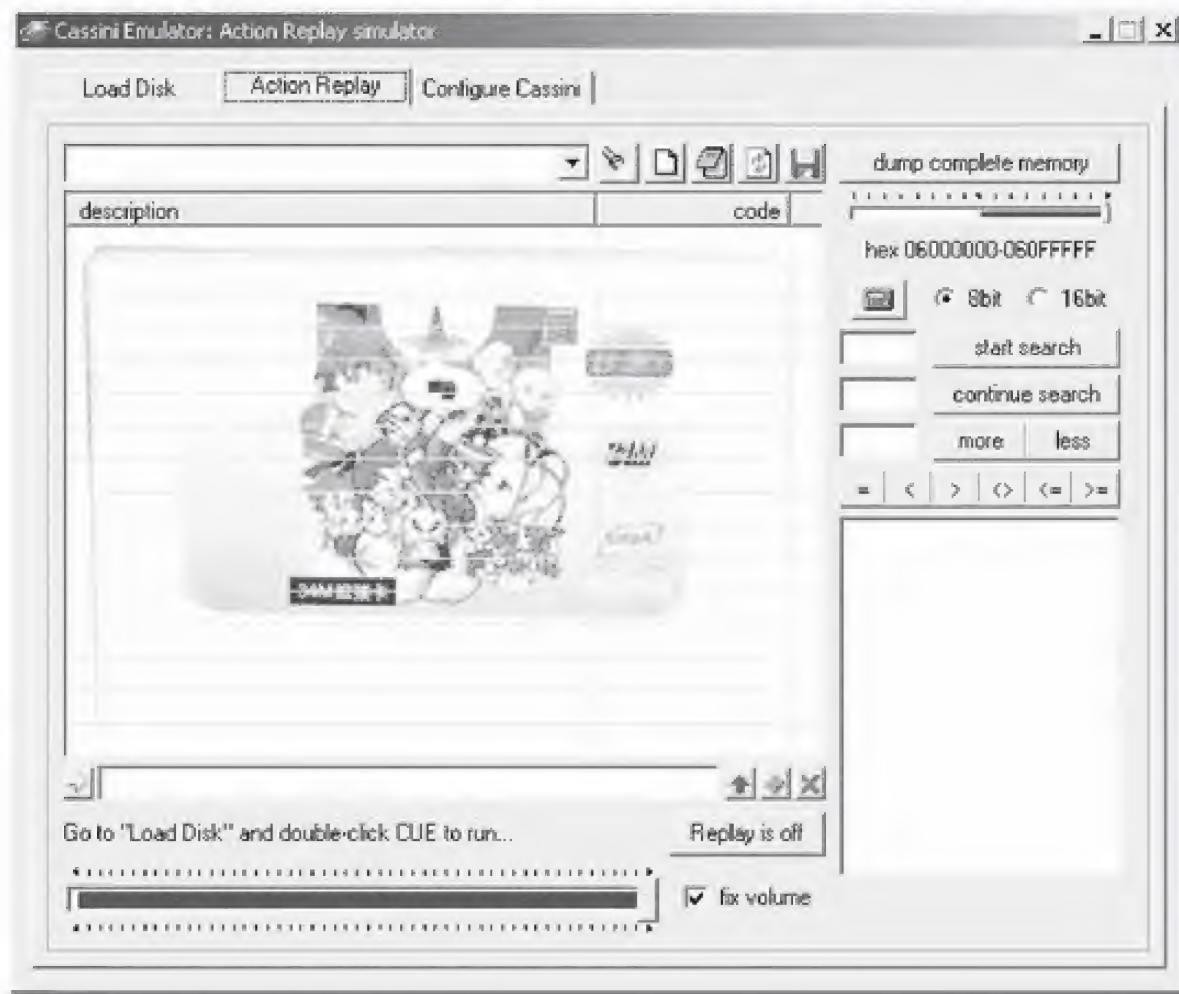 Cassini Emulator: Action Replay simulator
Load Disk
Action Replay
Configure Cassini
dump complete memory
description
code
hex 06000000-060FFFFF
8bit
16bit
start search
continue search
more
less
=
<
>
<>
<=
>=
Go to "Load Disk" and double-click CUE to run...
Replay is off
fix volume